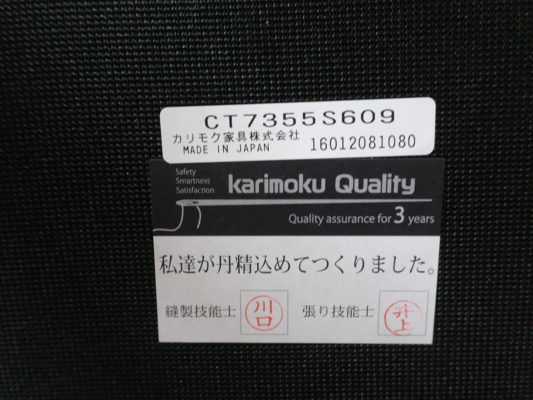 CT7355S609
カリモク家具株式会社
MADE IN JAPAN 16012081080
Safety
Smartness
Satisfaction
karimoku Quality
Quality assurance for 3 years
私達が丹精込めてつくりました。
縫製技能士 川口 張り技能士 井上